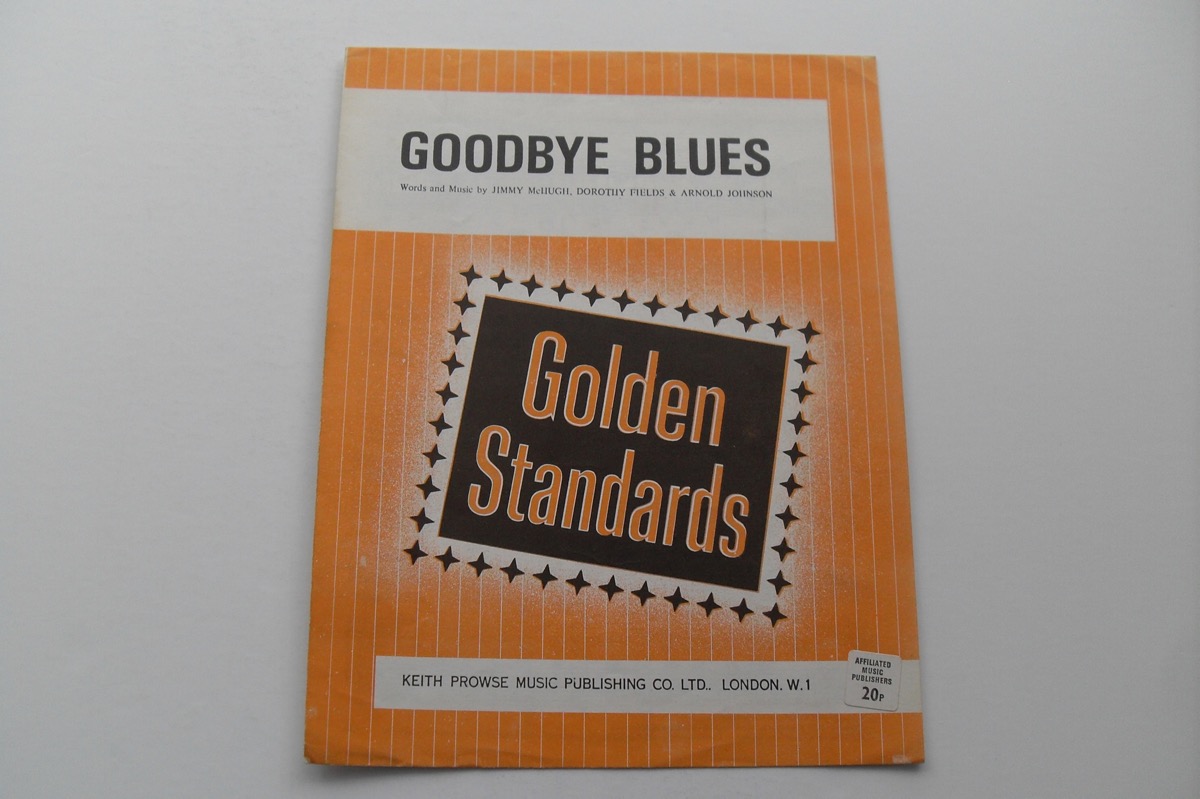 GOODBYE BLUES
Words and Music by JIMMY McHUGH, DOROTHY FIELDS & ARNOLD JOHNSON
Golden
Standards
KEITH PROWSE MUSIC PUBLISHING CO. LTD.. LONDON. W.1
AFFILIATED
MUSIC
PUBLISHERS
20P